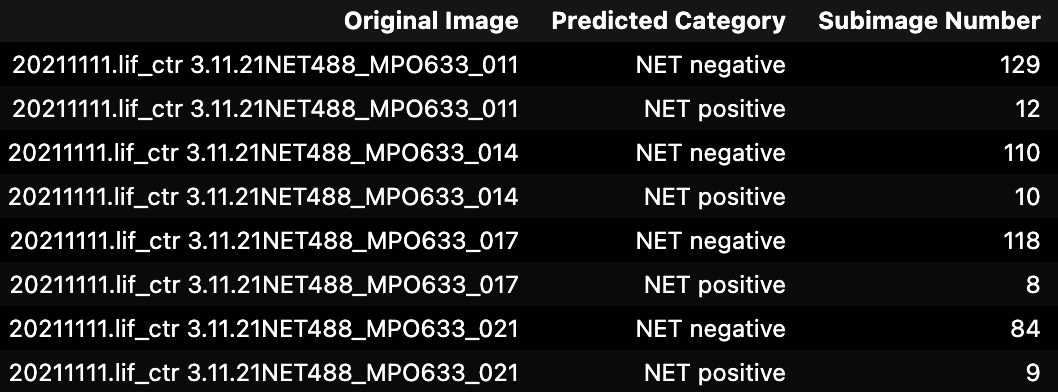 Original Image Predicted Category Subimage Number
20211111.lif_ctr 3.11.21NET488_MPO633_011 NET negative 129
20211111.lif_ctr 3.11.21NET488_MPO633_011 NET positive 12
20211111.lif_ctr 3.11.21NET488_MPO633_014 NET negative 110
20211111.lif_ctr 3.11.21NET488_MPO633_014 NET positive 10
20211111.lif_ctr 3.11.21NET488_MPO633_017 NET negative 118
20211111.lif_ctr 3.11.21NET488_MPO633_017 NET positive 8
20211111.lif_ctr 3.11.21NET488_MPO633_021 NET negative 84
20211111.lif_ctr 3.11.21NET488_MPO633_021 NET positive 9